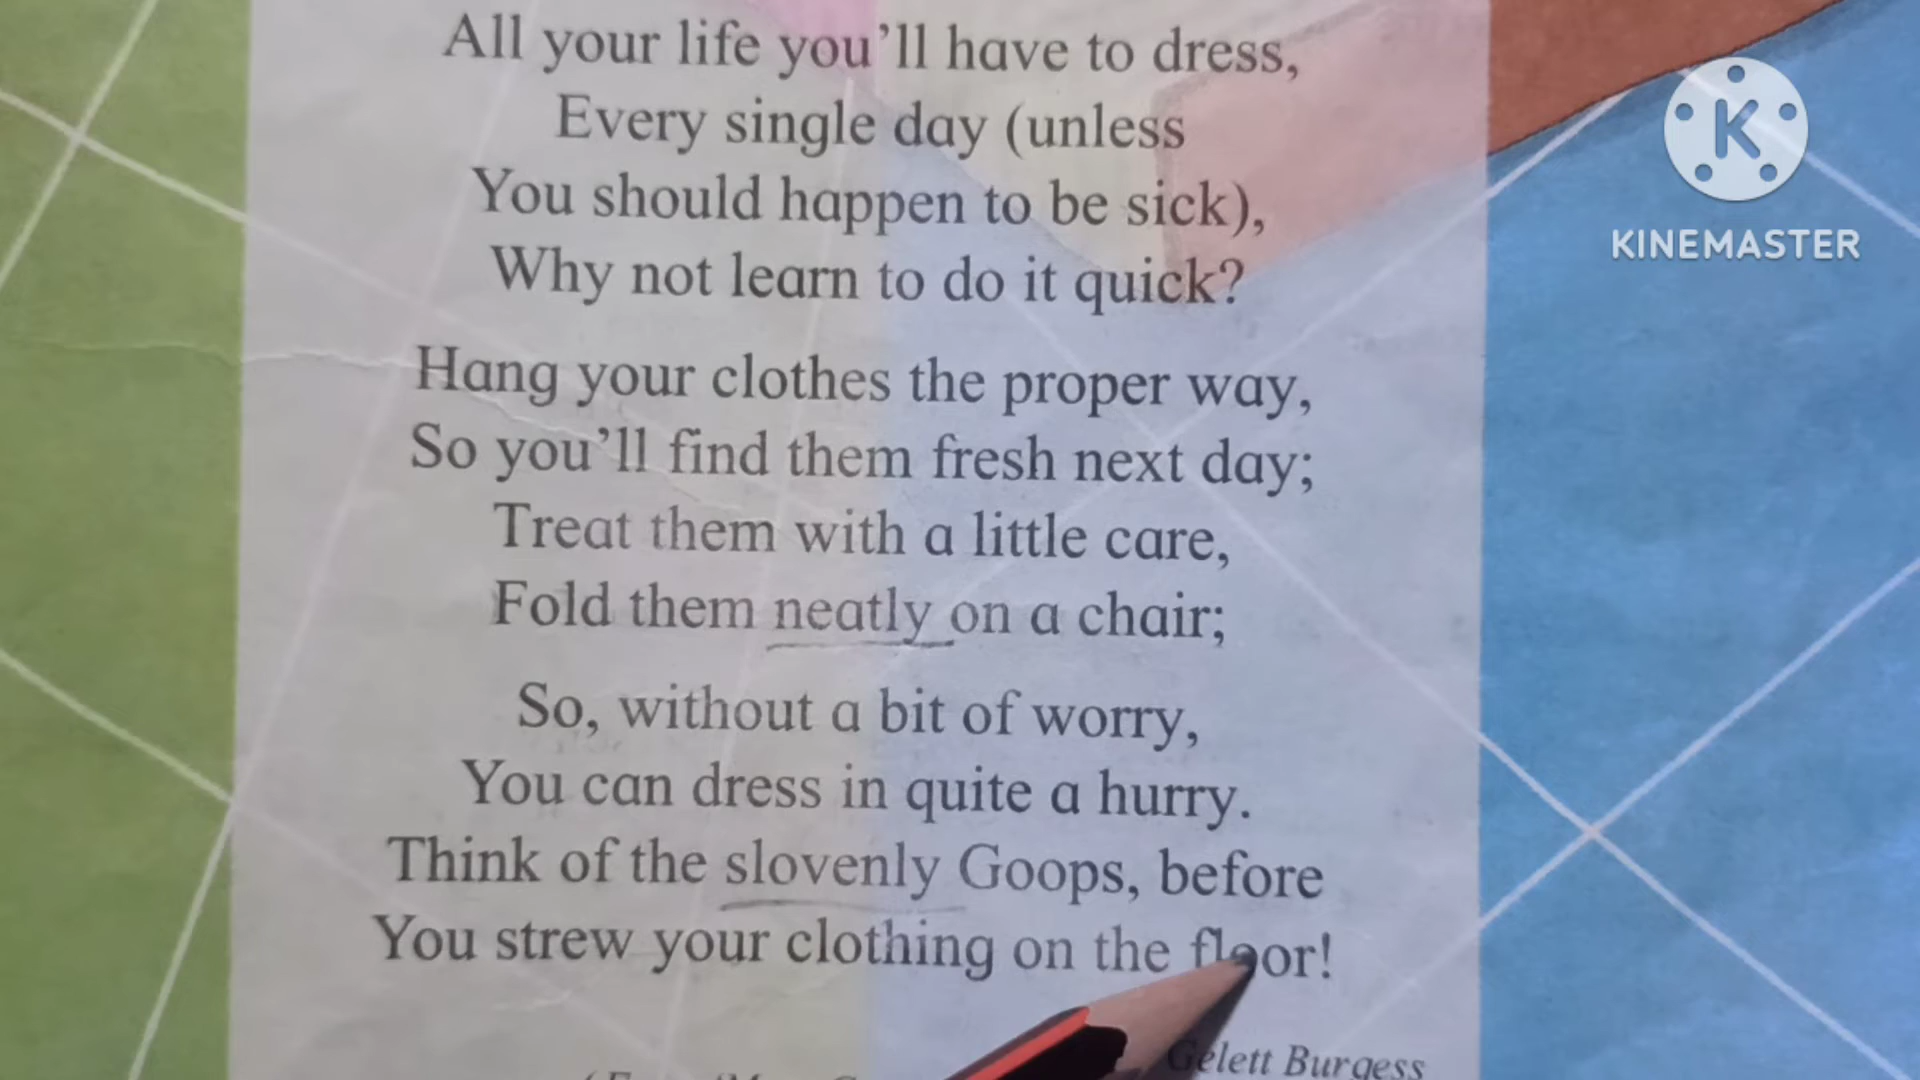 All your life you'll have to dress,
Every single day (unless
You should happen to be sick),
Why not learn to do it quick?
Hang your clothes the proper way,
So you'll find them fresh next day;
Treat them with a little care,
Fold them neatly on a chair;
So, without a bit of worry,
You can dress in quite a hurry.
Think of the slovenly Goops, before
You strew your clothing on the floor!
Gelett Burgess
K
KINEMASTER